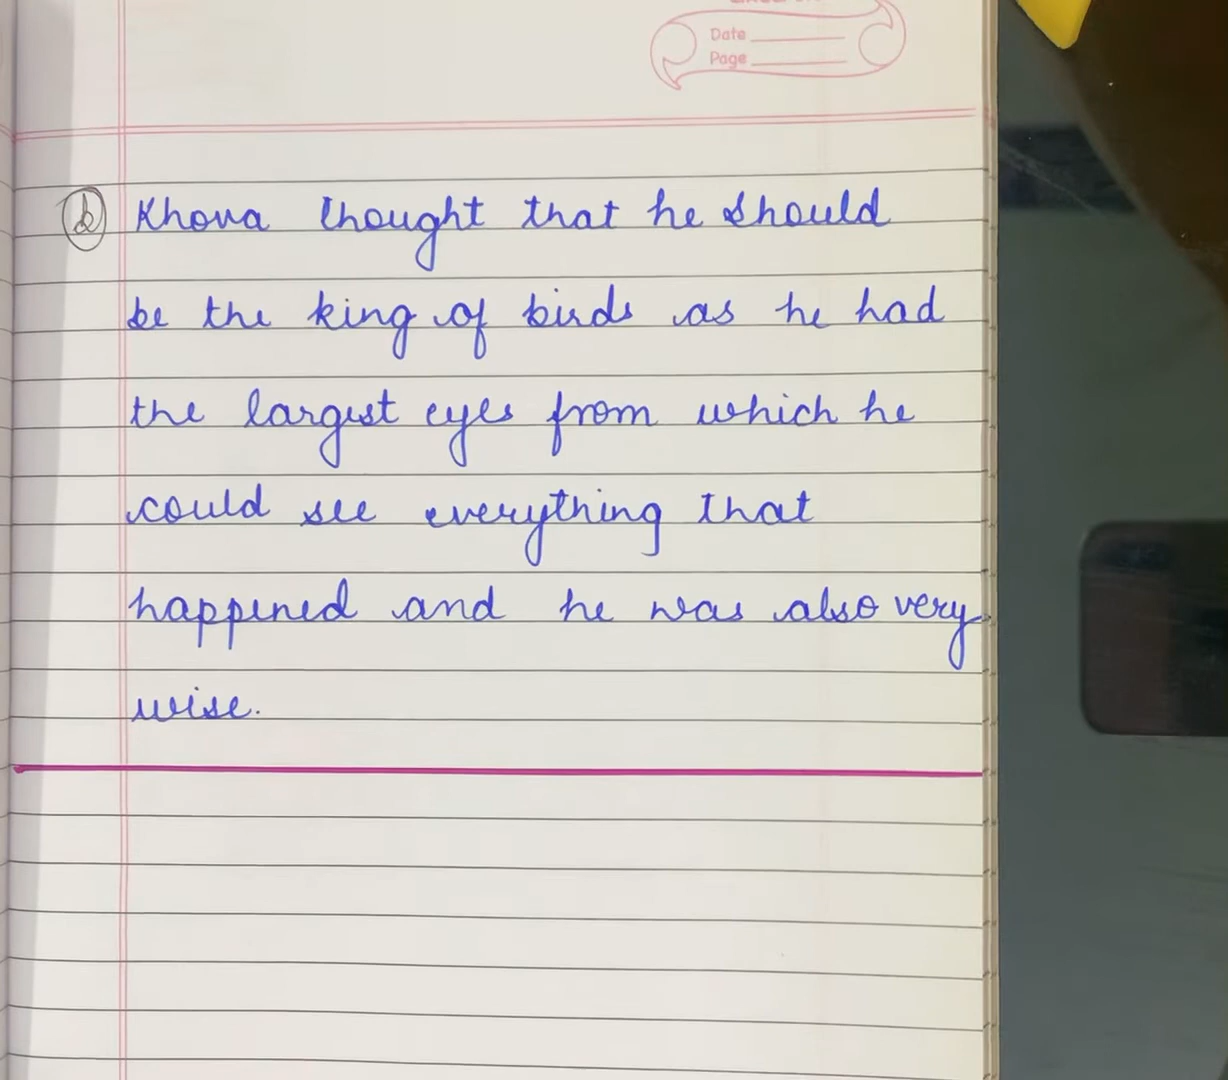 Date
Page
(b) Khova thought that he should
be the king of birds as he had
the largest eyes from which he
could see everything that
happened and he was also very
wise.